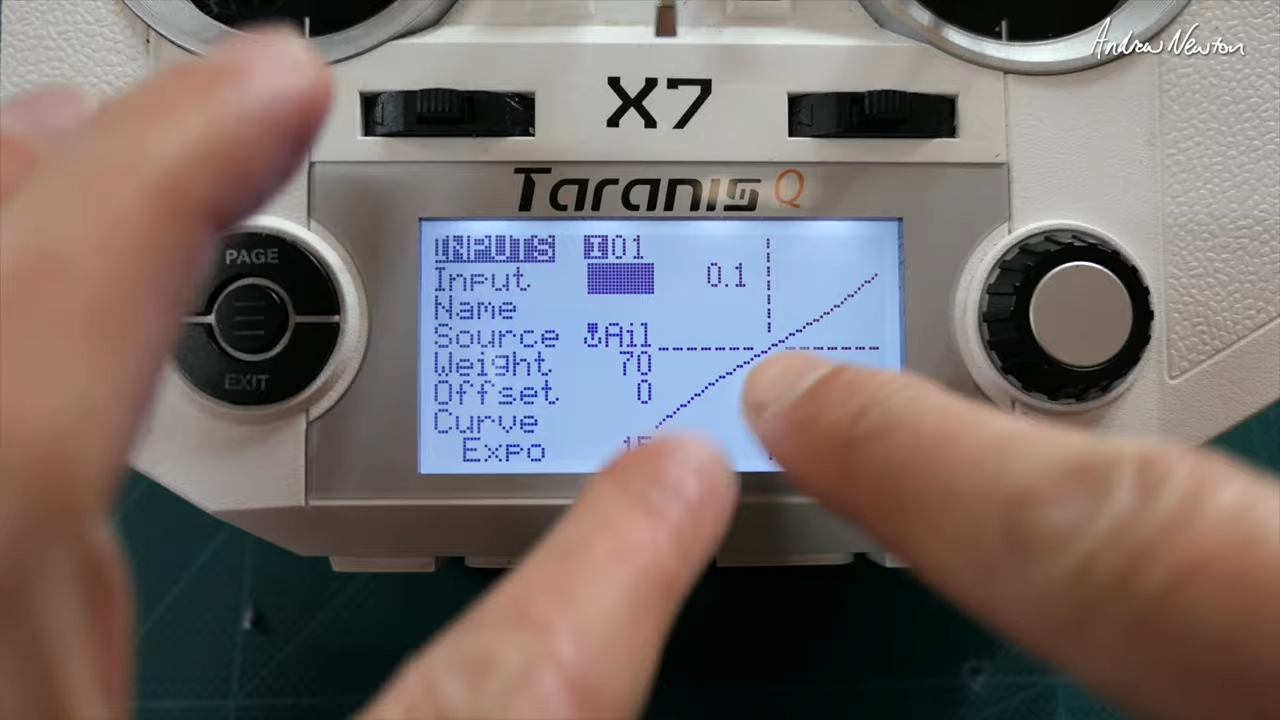 Andrew Newton
X7
Taranis Q
PAGE
EXIT
INPUTS I01
Input 0.1
Name
Source Ail
Weight 70
Offset 0
Curve
Expo